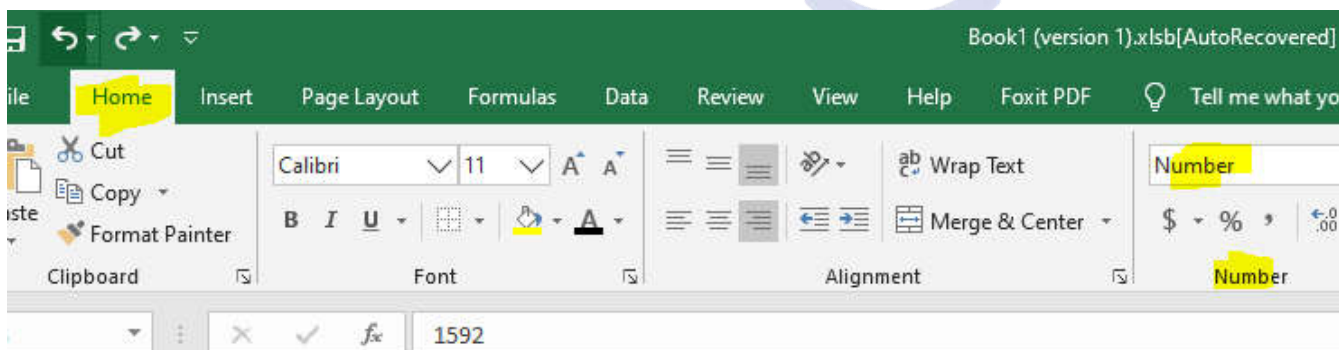 Book1 (version 1).xlsb[AutoRecovered]
ile Home Insert Page Layout Formulas Data Review View Help Foxit PDF Tell me what yo
Cut
Copy
Format Painter
aste
Clipboard
Calibri 11 A A
B I U A
Font
ab Wrap Text
Merge & Center
Alignment
Number
$ % , .00
Number
fx 1592